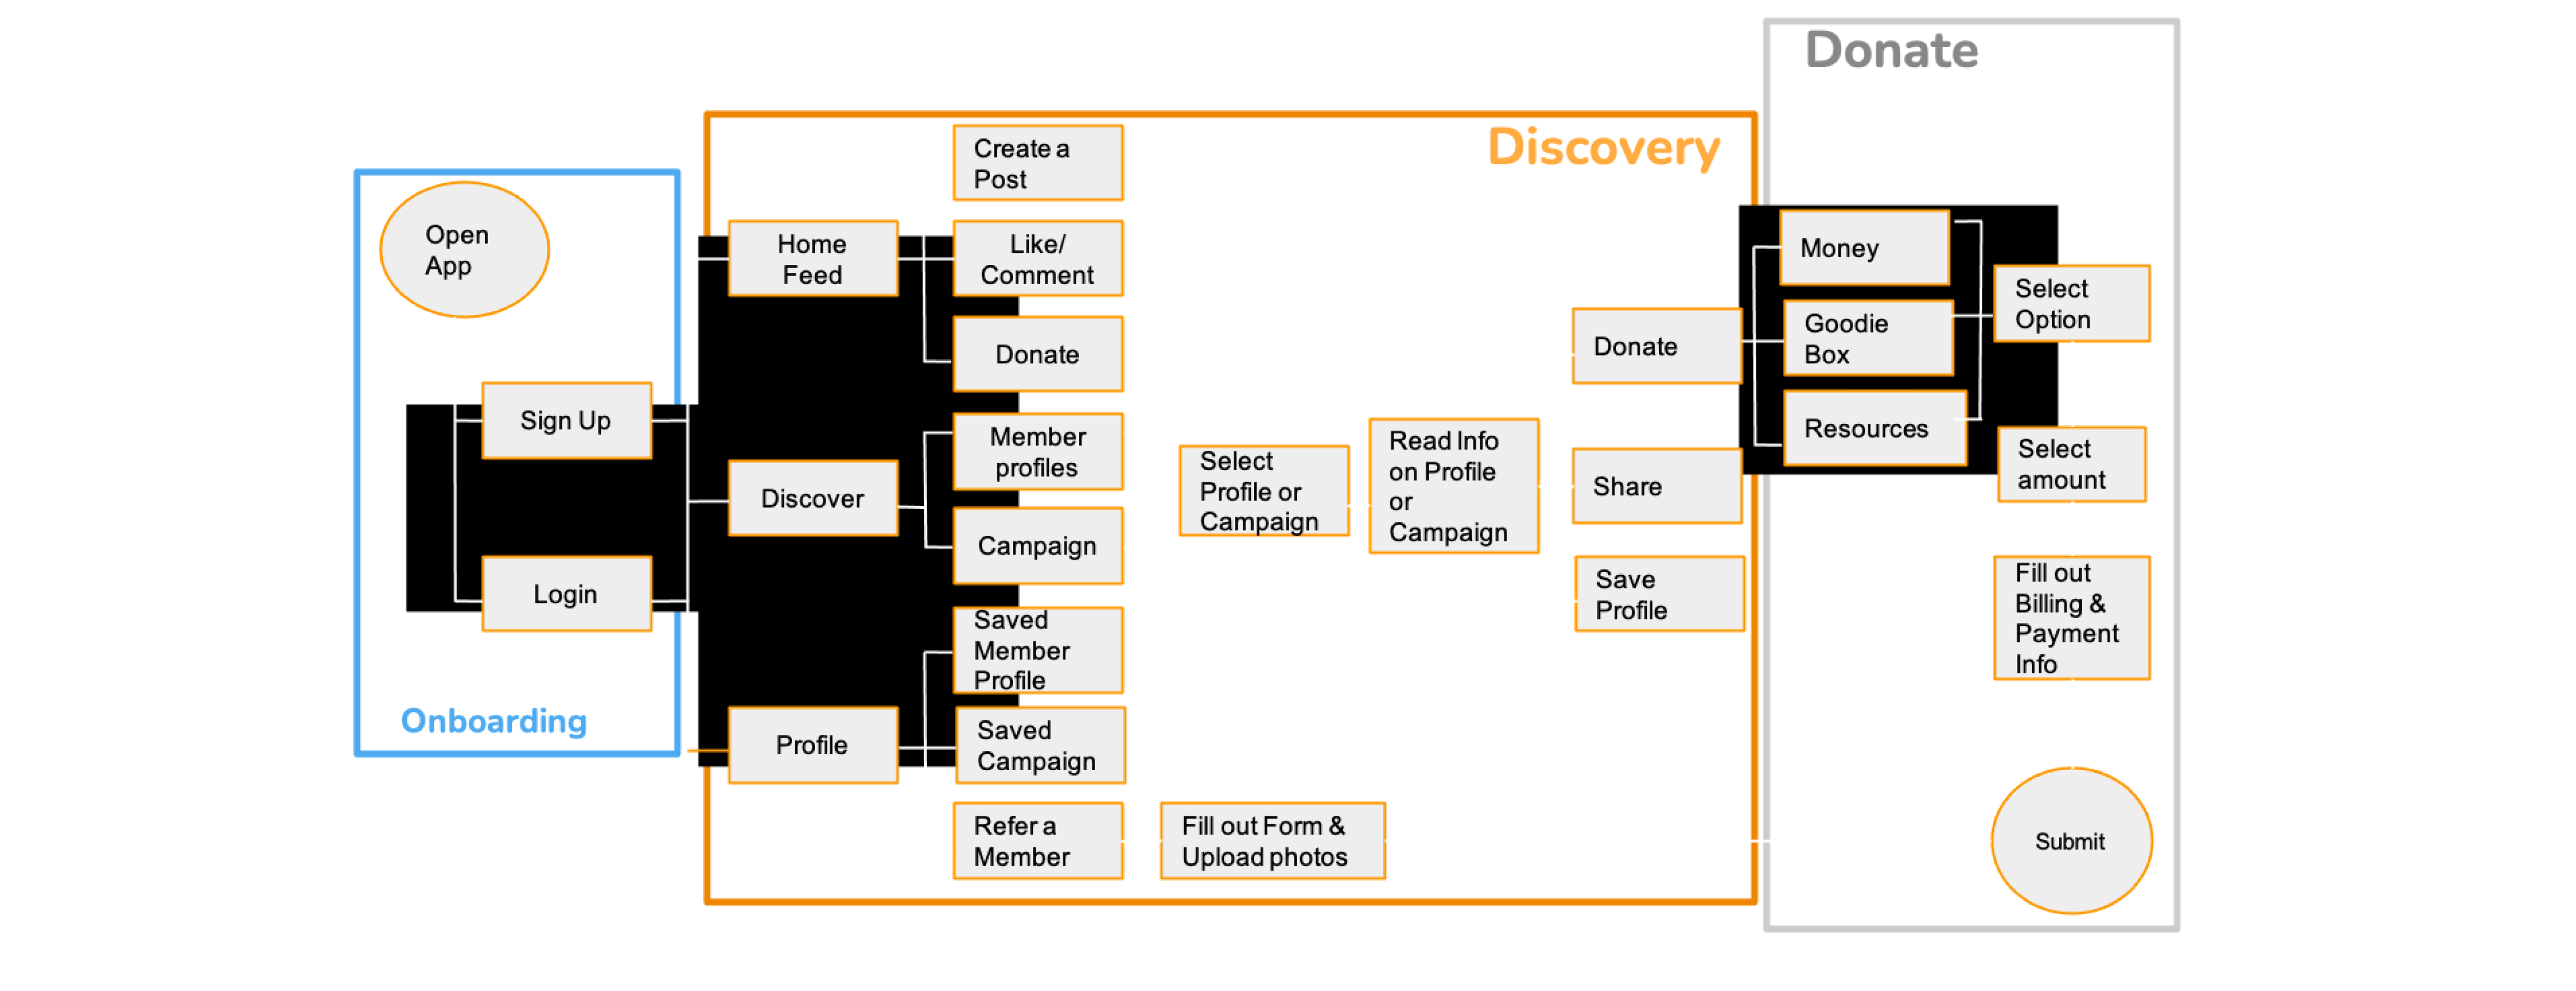 Open
App
Sign Up
Login
Onboarding
Discovery
Home
Feed
Discover
Profile
Create a
Post
Like/
Comment
Donate
Member
profiles
Campaign
Saved
Member
Profile
Saved
Campaign
Refer a
Member
Fill out Form &
Upload photos
Select
Profile or
Campaign
Read Info
on Profile
or
Campaign
Donate
Share
Save
Profile
Donate
Money
Goodie
Box
Resources
Select
Option
Select
amount
Fill out
Billing &
Payment
Info
Submit